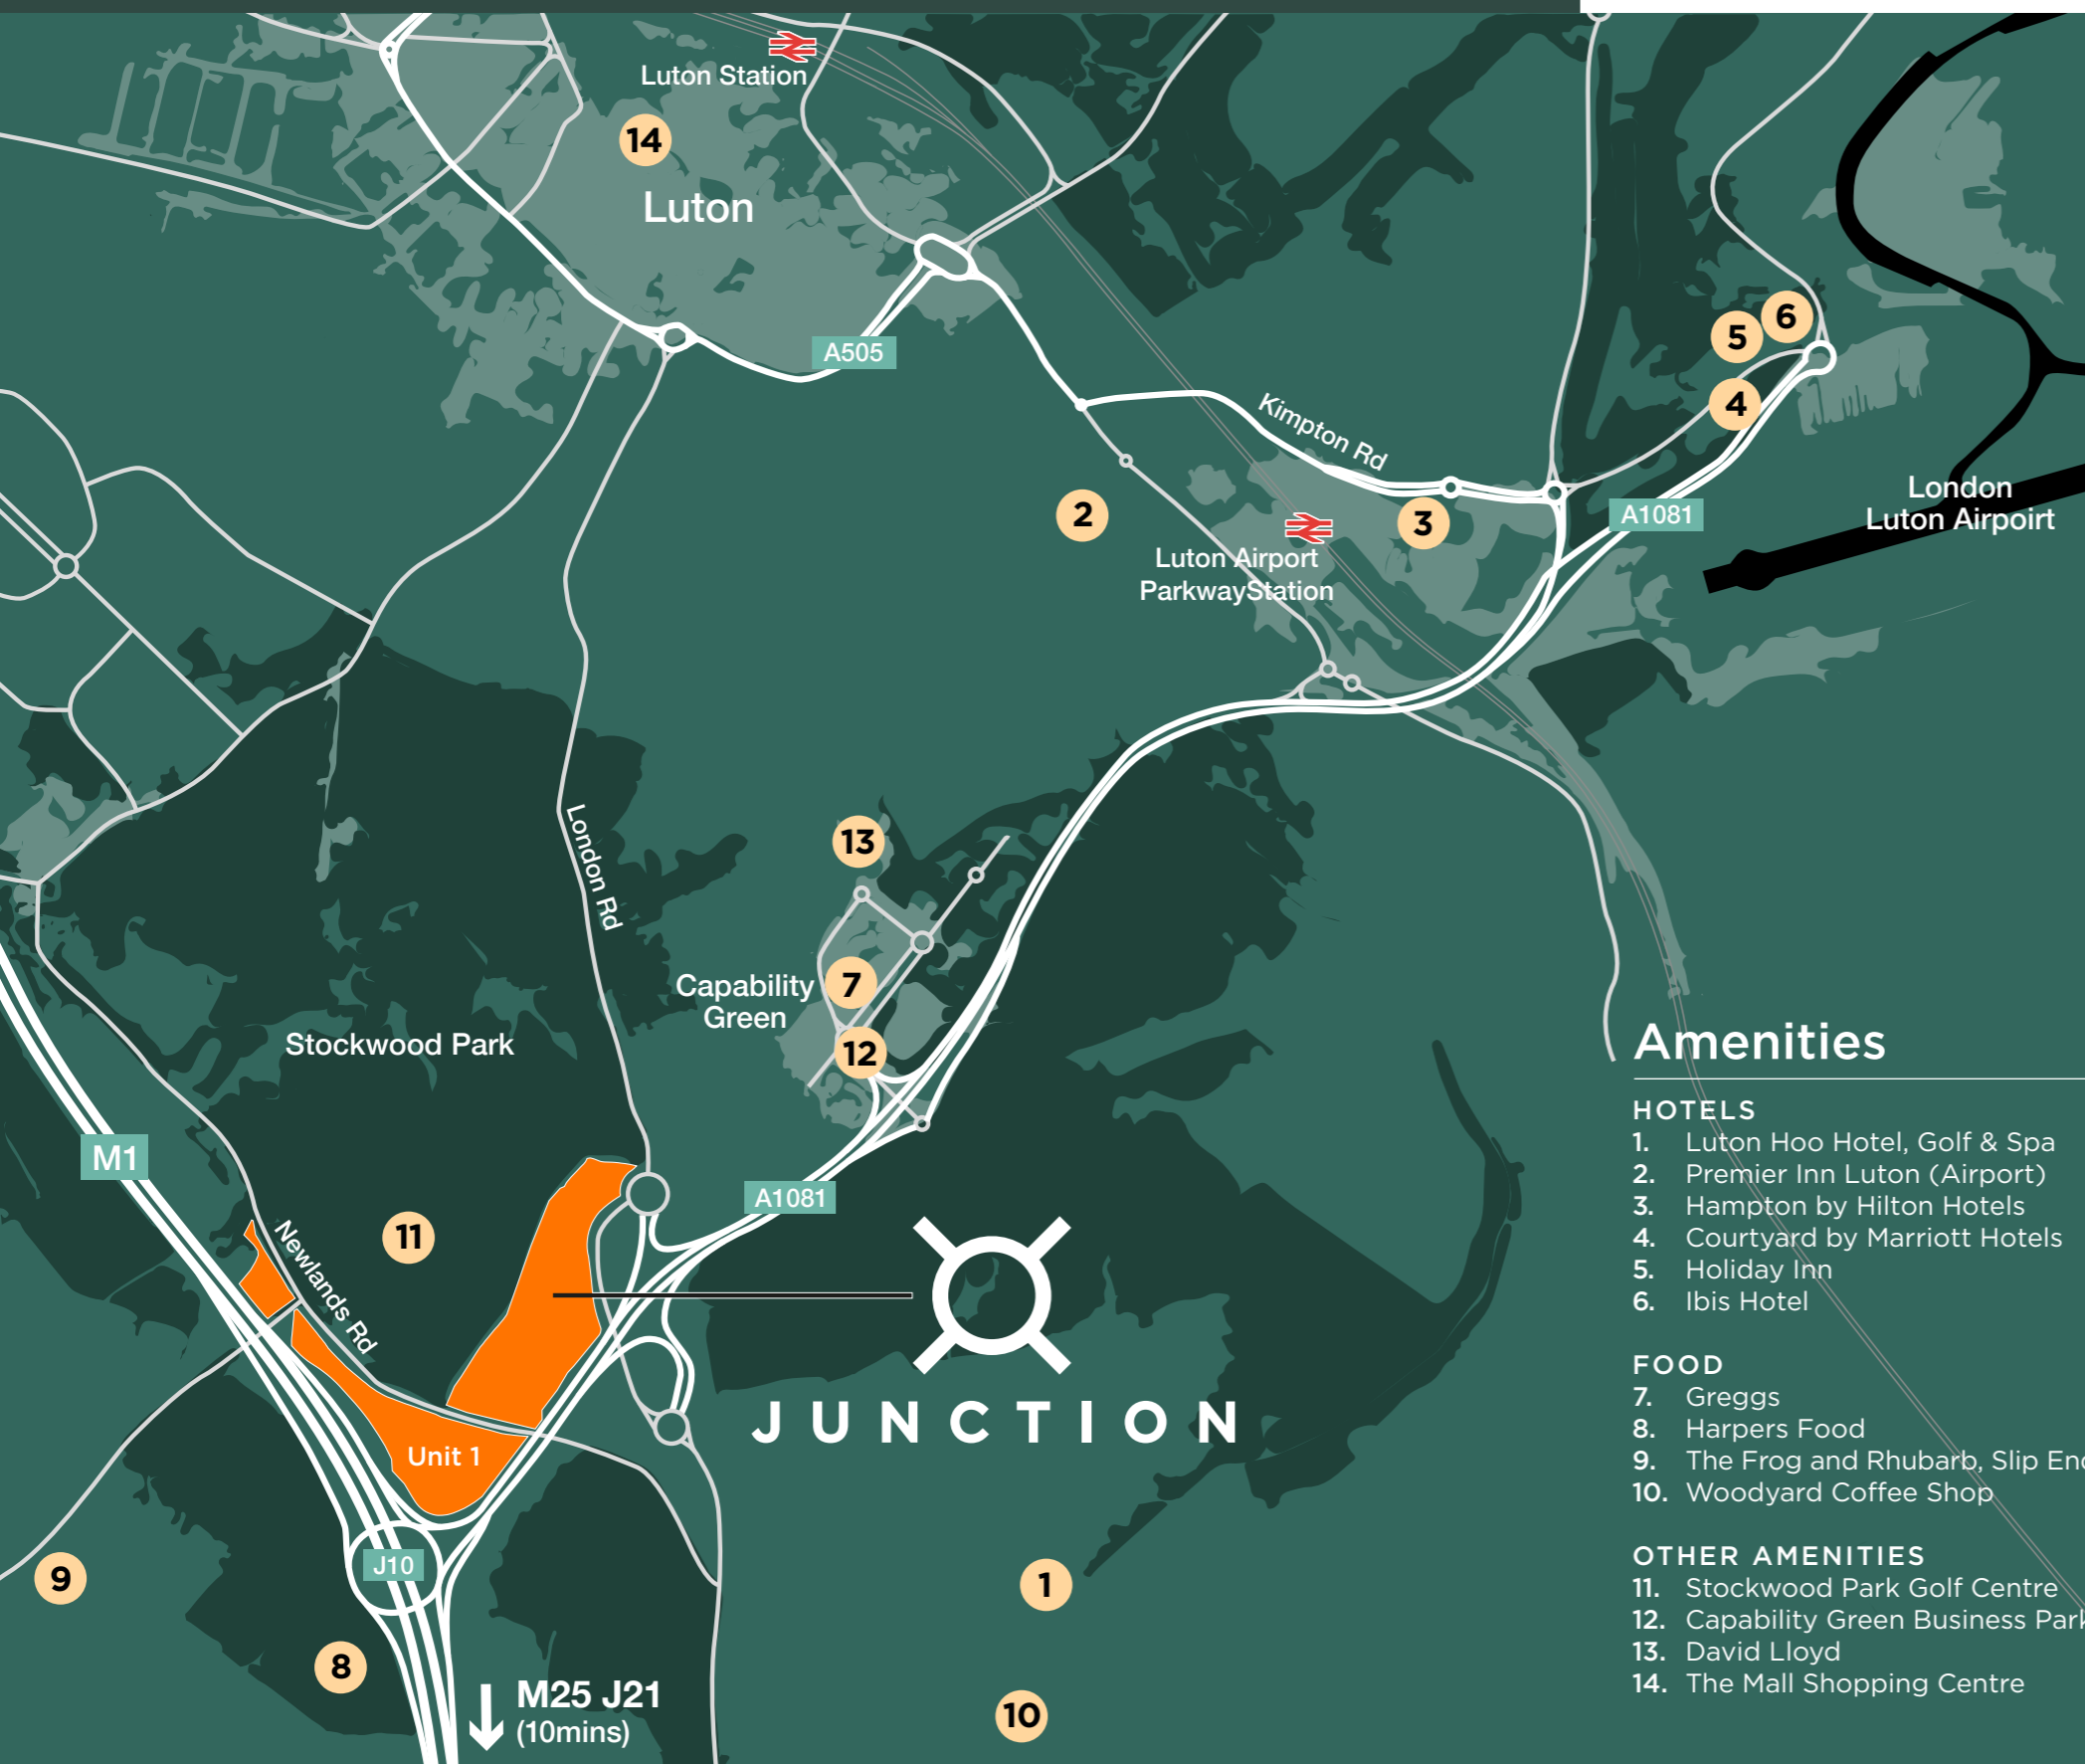 Luton Station
14
Luton
A505
6
5
4
Kimpton Rd
London
Luton Airpoirt
A1081
2
3
Luton Airport
ParkwayStation
London Rd
13
Capability
Green
7
12
Stockwood Park
M1
A1081
11
Newlands Rd
JUNCTION
Unit 1
J10
9
1
8
10
M25 J21
(10mins)
Amenities
HOTELS
1. Luton Hoo Hotel, Golf & Spa
2. Premier Inn Luton (Airport)
3. Hampton by Hilton Hotels
4. Courtyard by Marriott Hotels
5. Holiday Inn
6. Ibis Hotel
FOOD
7. Greggs
8. Harpers Food
9. The Frog and Rhubarb, Slip End
10. Woodyard Coffee Shop
OTHER AMENITIES
11. Stockwood Park Golf Centre
12. Capability Green Business Park
13. David Lloyd
14. The Mall Shopping Centre